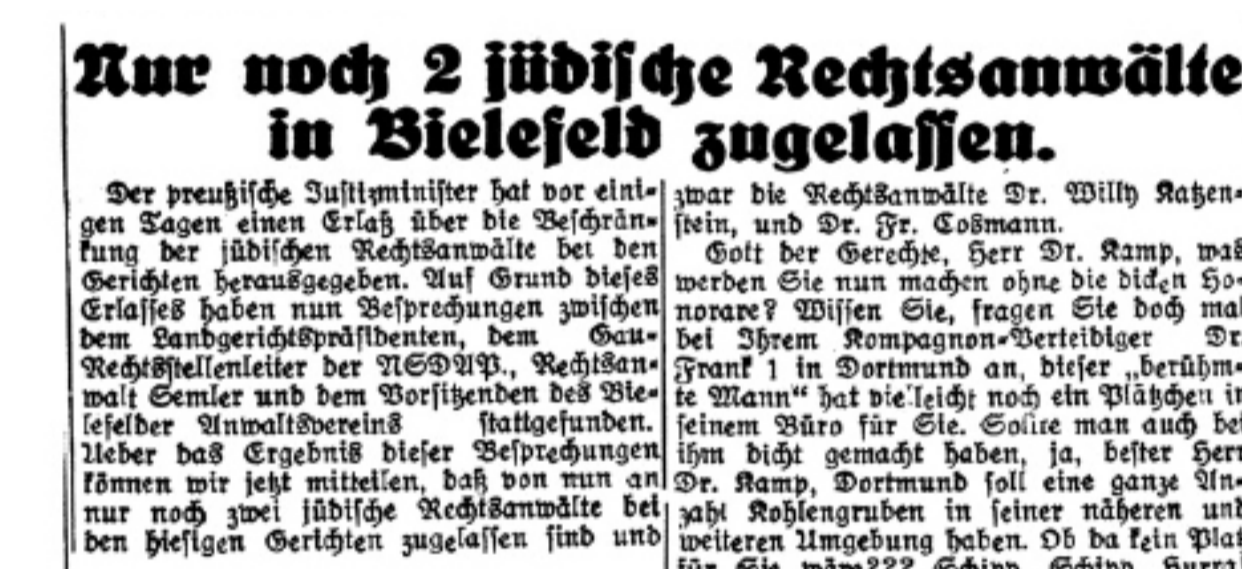 Nur noch 2 jüdische Rechtsanwälte
in Bielefeld zugelassen.
Der preußische Justizminister hat vor eini-
gen Tagen einen Erlaß über die Beschrän-
kung der jüdischen Rechtsanwälte bei den
Gerichten herausgegeben. Auf Grund dieses
Erlasses haben nun Besprechungen zwischen
dem Landgerichtspräsidenten, dem Gau-
Rechtsstellenleiter der NSDAP., Rechtsan-
walt Semler und dem Vorsitzenden des Bie-
lefelder Anwaltsvereins stattgefunden.
Ueber das Ergebnis dieser Besprechungen
können wir jetzt mitteilen, daß von nun an
nur noch zwei jüdische Rechtsanwälte bei
den hiesigen Gerichten zugelassen sind und
zwar die Rechtsanwälte Dr. Willy Katzen-
stein, und Dr. Fr. Cosmann.
Gott der Gerechte, Herr Dr. Kamp, was
werden Sie nun machen ohne die dicken Ho-
norare? Wissen Sie, fragen Sie doch mal
bei Ihrem Kompagnon-Verteidiger Dr.
Frank 1 in Dortmund an, dieser „berühm-
te Mann“ hat vielleicht noch ein Plätzchen in
seinem Büro für Sie. Sollte man auch bei
ihm dicht gemacht haben, ja, bester Herr
Dr. Kamp, Dortmund soll eine ganze An-
zahl Kohlengruben in seiner näheren und
weiteren Umgebung haben. Ob da kein Platz
für Sie wäre??? Schipp, Schipp, Hurra!